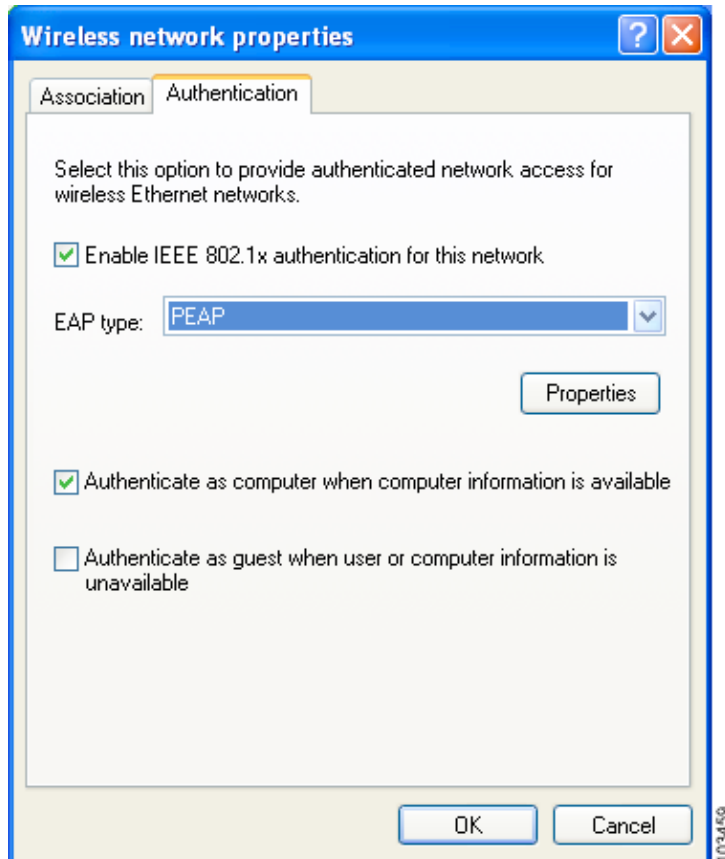 Wireless network properties
?
Association
Authentication
Select this option to provide authenticated network access for
wireless Ethernet networks.
Enable IEEE 802.1x authentication for this network
EAP type:
PEAP
Properties
Authenticate as computer when computer information is available
Authenticate as guest when user or computer information is
unavailable
OK
Cancel